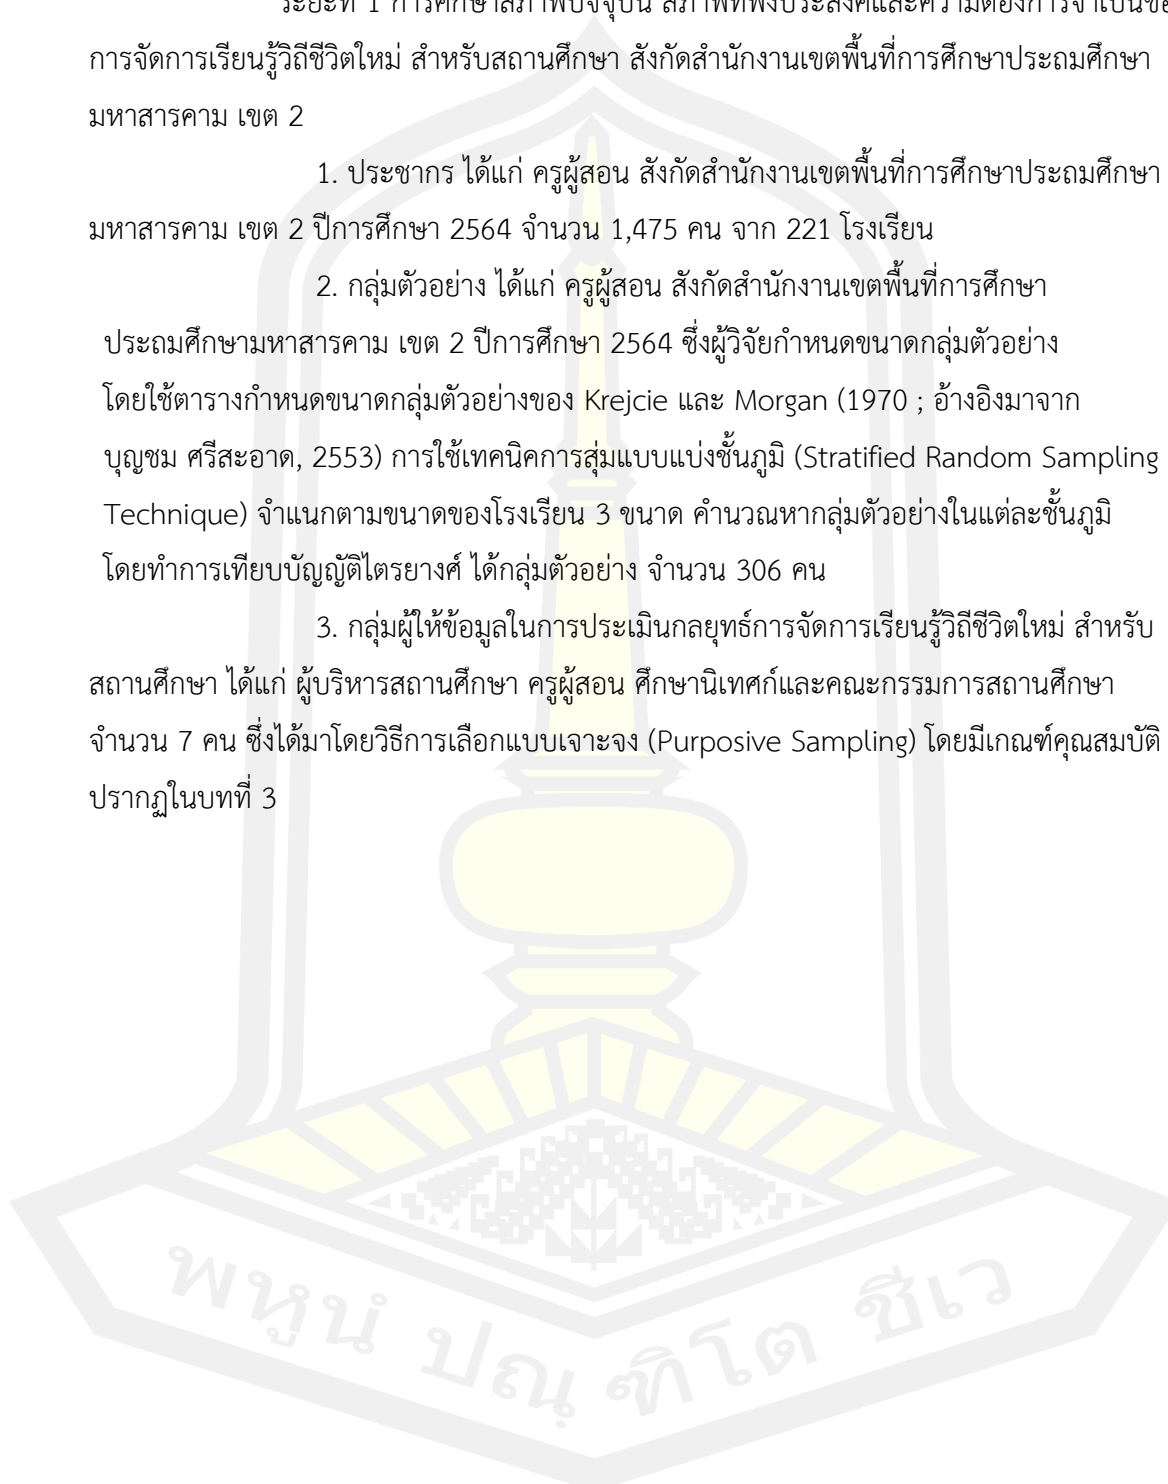 ระยะที่ 1 การศึกษาสภาพปัจจุบัน สภาพที่พึงประสงค์และความต้องการจำเป็นขอ
การจัดการเรียนรู้วิถีชีวิตใหม่ สำหรับสถานศึกษา สังกัดสำนักงานเขตพื้นที่การศึกษาประถมศึกษา
มหาสารคาม เขต 2
1. ประชากร ได้แก่ ครูผู้สอน สังกัดสำนักงานเขตพื้นที่การศึกษาประถมศึกษา
มหาสารคาม เขต 2 ปีการศึกษา 2564 จำนวน 1,475 คน จาก 221 โรงเรียน
2. กลุ่มตัวอย่าง ได้แก่ ครูผู้สอน สังกัดสำนักงานเขตพื้นที่การศึกษา
ประถมศึกษามหาสารคาม เขต 2 ปีการศึกษา 2564 ซึ่งผู้วิจัยกำหนดขนาดกลุ่มตัวอย่าง
โดยใช้ตารางกำหนดขนาดกลุ่มตัวอย่างของ Krejcie และ Morgan (1970 ; อ้างอิงมาจาก
บุญชม ศรีสะอาด, 2553) การใช้เทคนิคการสุ่มแบบแบ่งชั้นภูมิ (Stratified Random Sampling
Technique) จำแนกตามขนาดของโรงเรียน 3 ขนาด คำนวณหากลุ่มตัวอย่างในแต่ละชั้นภูมิ
โดยทำการเทียบบัญญัติไตรยางศ์ ได้กลุ่มตัวอย่าง จำนวน 306 คน
3. กลุ่มผู้ให้ข้อมูลในการประเมินกลยุทธ์การจัดการเรียนรู้วิถีชีวิตใหม่ สำหรับ
สถานศึกษา ได้แก่ ผู้บริหารสถานศึกษา ครูผู้สอน ศึกษานิเทศก์และคณะกรรมการสถานศึกษา
จำนวน 7 คน ซึ่งได้มาโดยวิธีการเลือกแบบเจาะจง (Purposive Sampling) โดยมีเกณฑ์คุณสมบัติ
ปรากฏในบทที่ 3
พหูนํ ปณฺฑิโต ชีเว